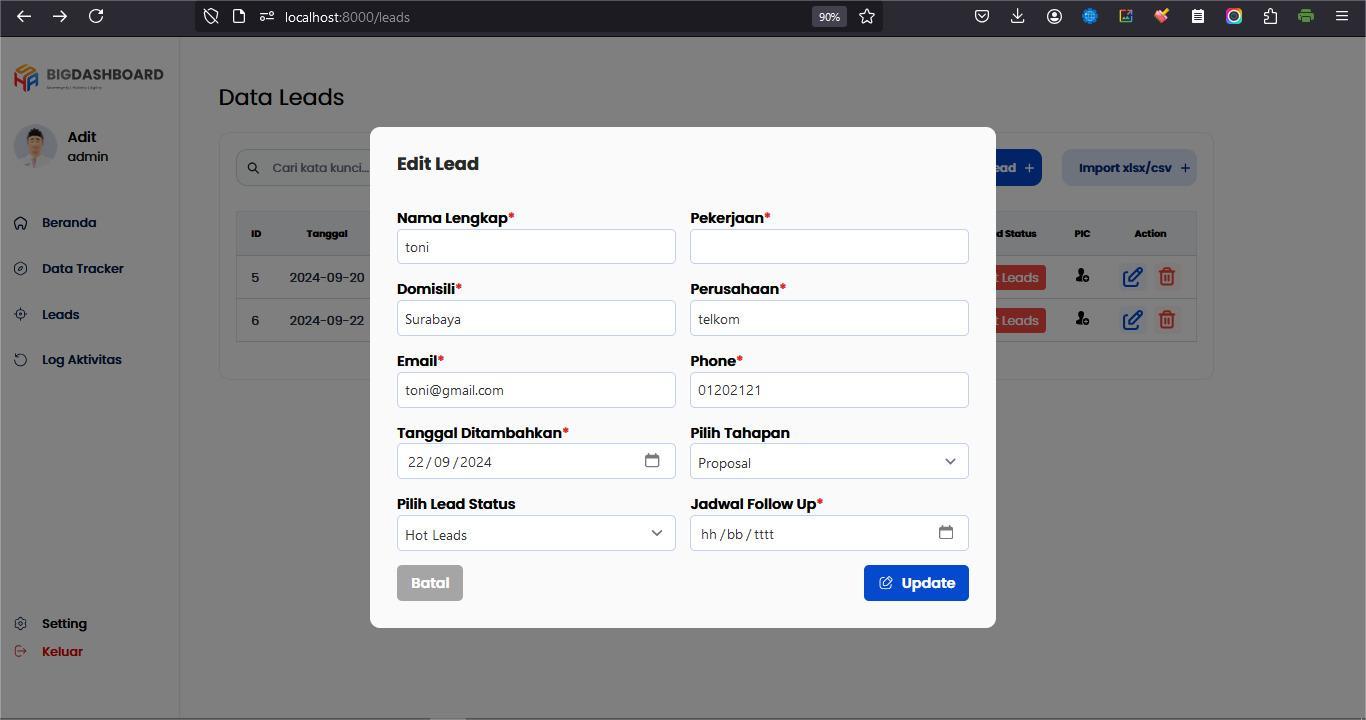 localhost:8000/leads
90%
BIGDASHBOARD
Adit
admin
Beranda
Data Tracker
Leads
Log Aktivitas
Setting
Keluar
Data Leads
Cari kata kunci...
ead +
Import xlsx/csv +
ID Tanggal d Status PIC Action
5 2024-09-20 t Leads
6 2024-09-22 t Leads
Edit Lead
Nama Lengkap* Pekerjaan*
toni
Domisili* Perusahaan*
Surabaya telkom
Email* Phone*
toni@gmail.com 01202121
Tanggal Ditambahkan* Pilih Tahapan
22/09/2024 Proposal
Pilih Lead Status Jadwal Follow Up*
Hot Leads hh/bb/tttt
Batal Update